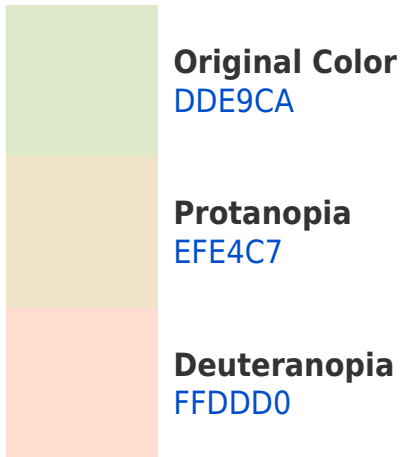 Original Color
DDE9CA
Protanopia
EFE4C7
Deuteranopia
FFDDD0